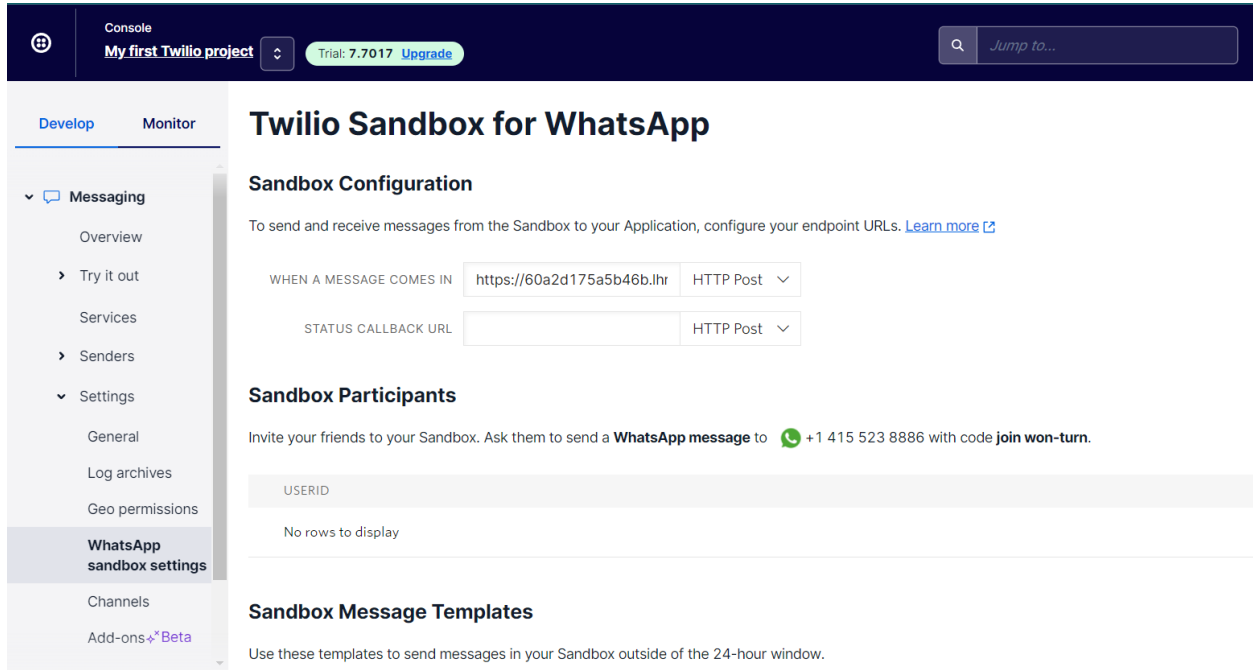 Console
My first Twilio project
Trial: 7.7017 Upgrade
Jump to...
Develop
Monitor
Messaging
Overview
Try it out
Services
Senders
Settings
General
Log archives
Geo permissions
WhatsApp
sandbox settings
Channels
Add-ons Beta
Twilio Sandbox for WhatsApp
Sandbox Configuration
To send and receive messages from the Sandbox to your Application, configure your endpoint URLs. Learn more
WHEN A MESSAGE COMES IN https://60a2d175a5b46b.lhr HTTP Post
STATUS CALLBACK URL HTTP Post
Sandbox Participants
Invite your friends to your Sandbox. Ask them to send a WhatsApp message to +1 415 523 8886 with code join won-turn.
USERID
No rows to display
Sandbox Message Templates
Use these templates to send messages in your Sandbox outside of the 24-hour window.